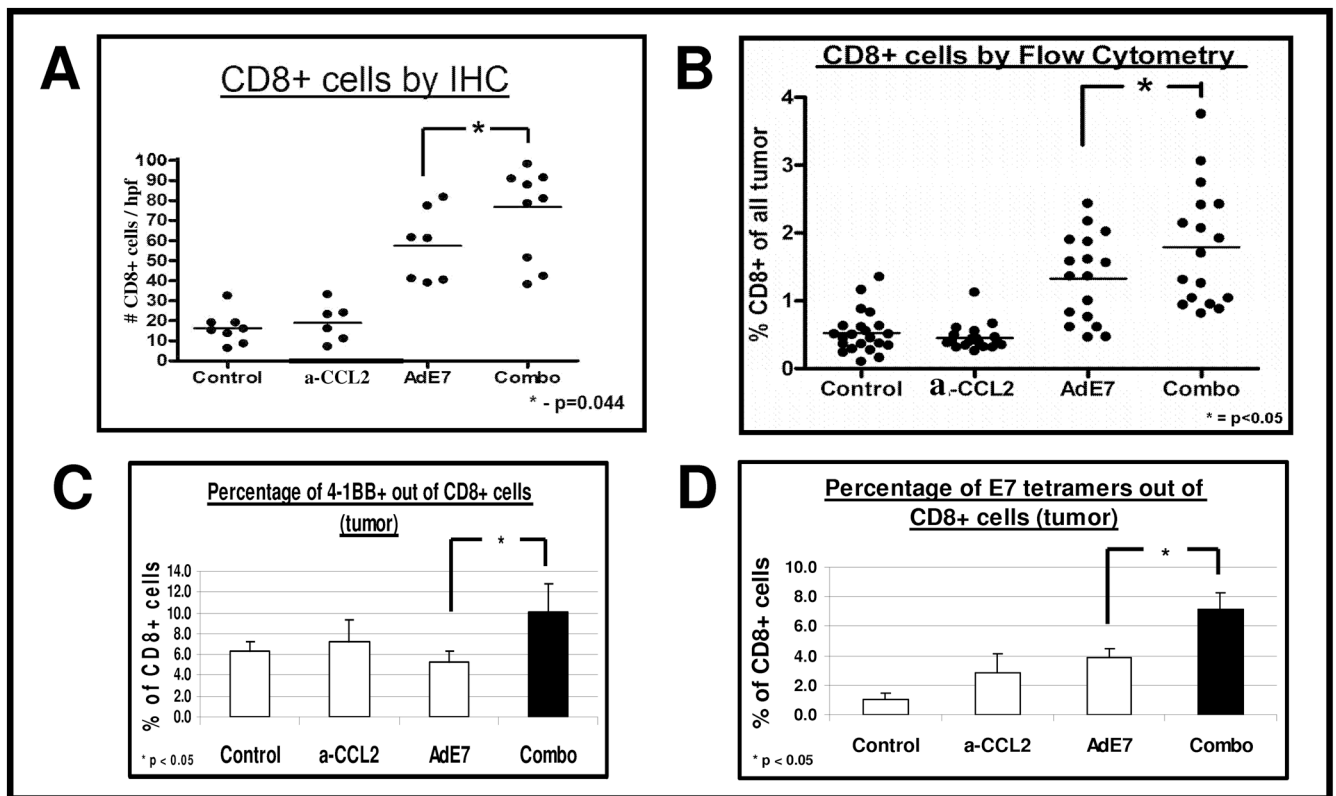 A
CD8+ cells by IHC
*
# CD8+ cells / hpf
100
90
80
70
60
50
40
30
20
10
0
Control a-CCL2 AdE7 Combo
* - p=0.044
B
CD8+ cells by Flow Cytometry
*
% CD8+ of all tumor
4
3
2
1
0
Control a.-CCL2 AdE7 Combo
* = p<0.05
C
Percentage of 4-1BB+ out of CD8+ cells
(tumor)
*
% of CD8+ cells
14.0
12.0
10.0
8.0
6.0
4.0
2.0
0.0
Control a-CCL2 AdE7 Combo
* p < 0.05
D
Percentage of E7 tetramers out of
CD8+ cells (tumor)
*
% of CD8+ cells
10.0
8.0
6.0
4.0
2.0
0.0
Control a-CCL2 AdE7 Combo
* p < 0.05